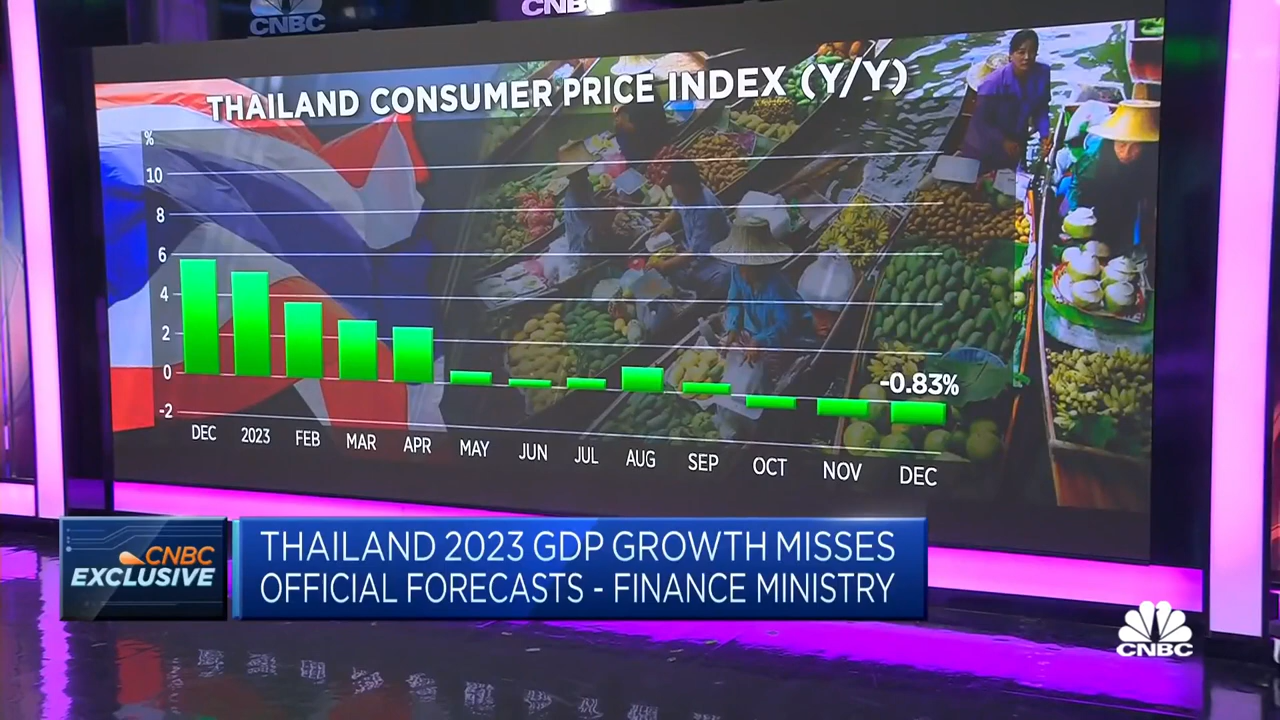 CNBC
CNBC
THAILAND CONSUMER PRICE INDEX (Y/Y)
%
10
8
6
4
2
0
-2
-0.83%
DEC 2023 FEB MAR APR MAY JUN JUL AUG SEP OCT NOV DEC
CNBC
EXCLUSIVE
THAILAND 2023 GDP GROWTH MISSES
OFFICIAL FORECASTS - FINANCE MINISTRY
CNBC